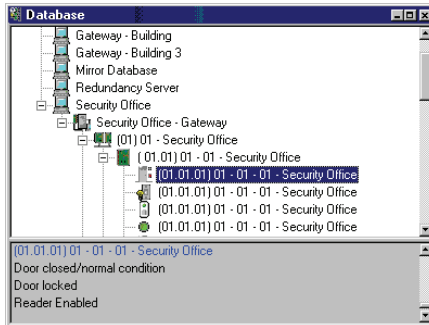 Database
Gateway - Building
Gateway - Building 3
Mirror Database
Redundancy Server
Security Office
Security Office - Gateway
(01) 01 - Security Office
( 01.01) 01 - 01 - Security Office
(01.01.01) 01 - 01 - 01 - Security Office
(01.01.01) 01 - 01 - 01 - Security Office
(01.01.01) 01 - 01 - 01 - Security Office
(01.01.01) 01 - 01 - 01 - Security Office
(01.01.01) 01 - 01 - 01 - Security Office
Door closed/normal condition
Door locked
Reader Enabled